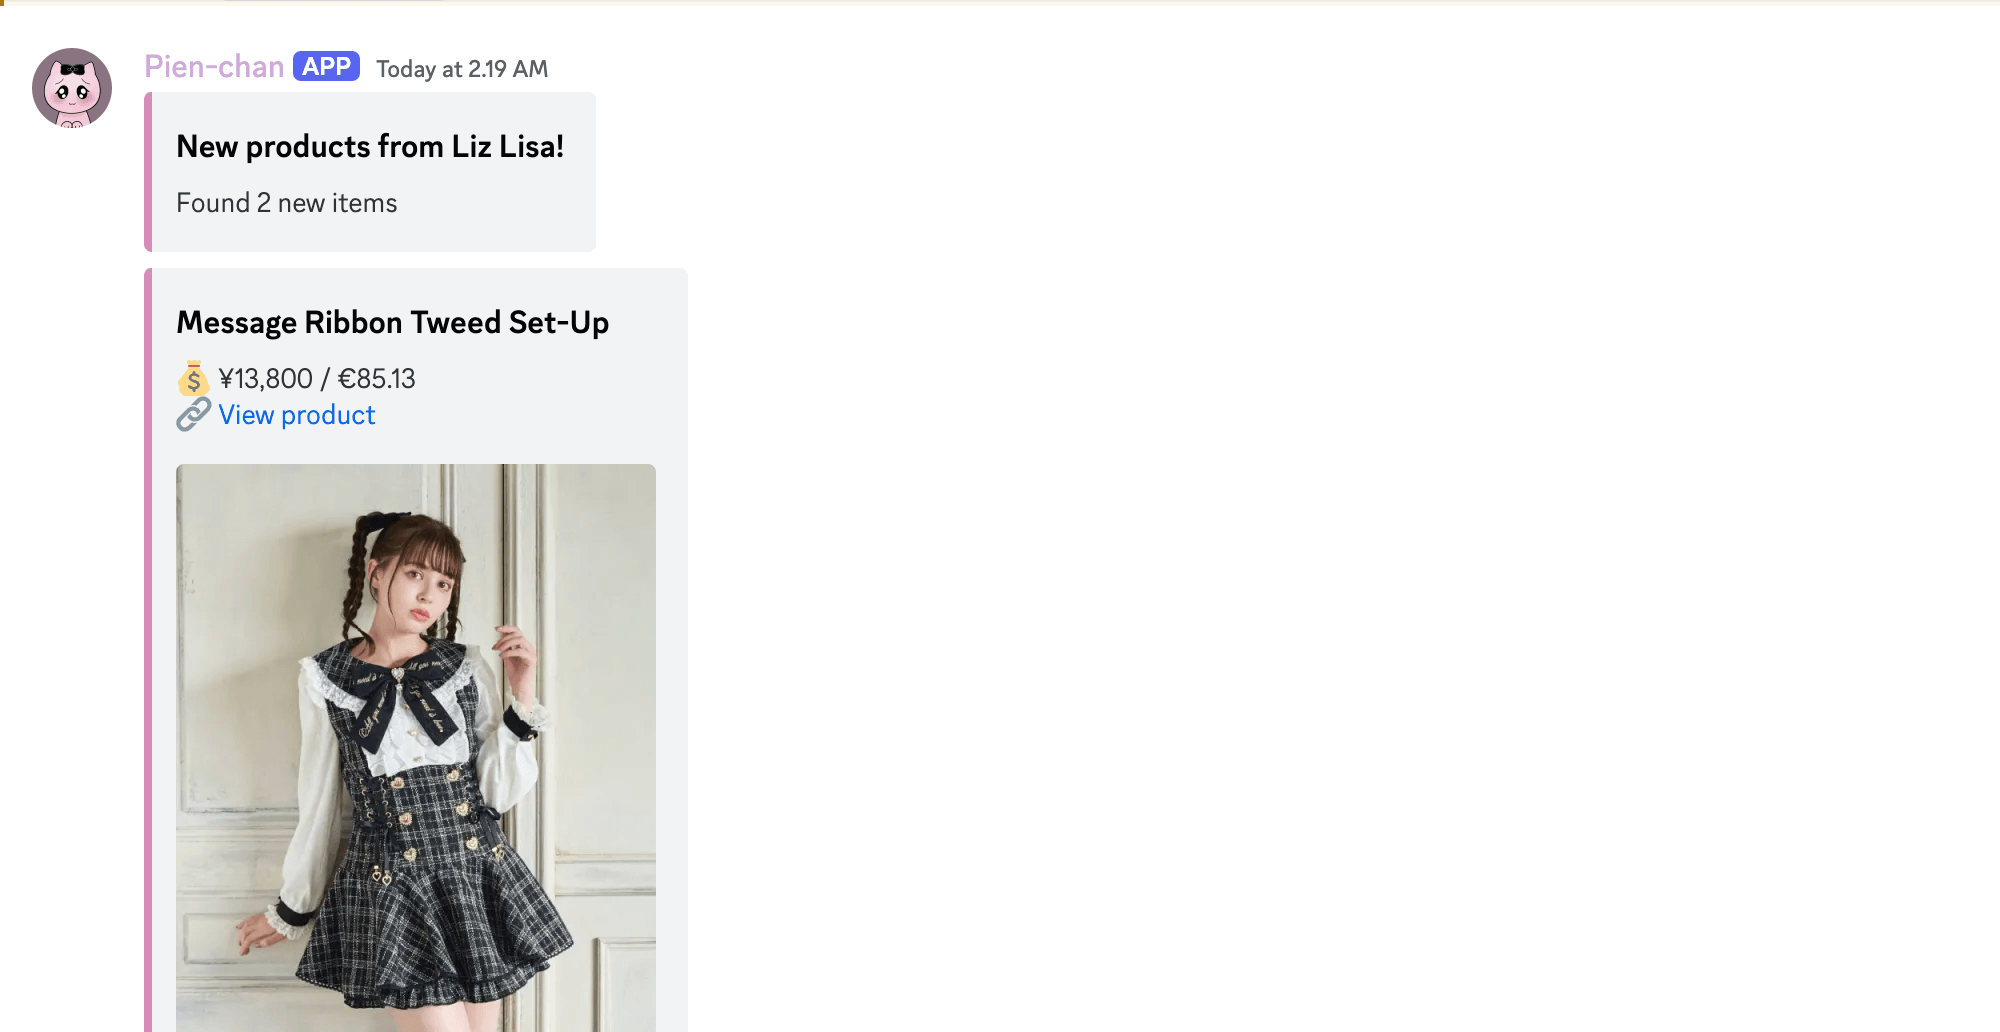 Pien-chan APP Today at 2.19 AM
New products from Liz Lisa!
Found 2 new items
Message Ribbon Tweed Set-Up
¥13,800 / €85.13
View product